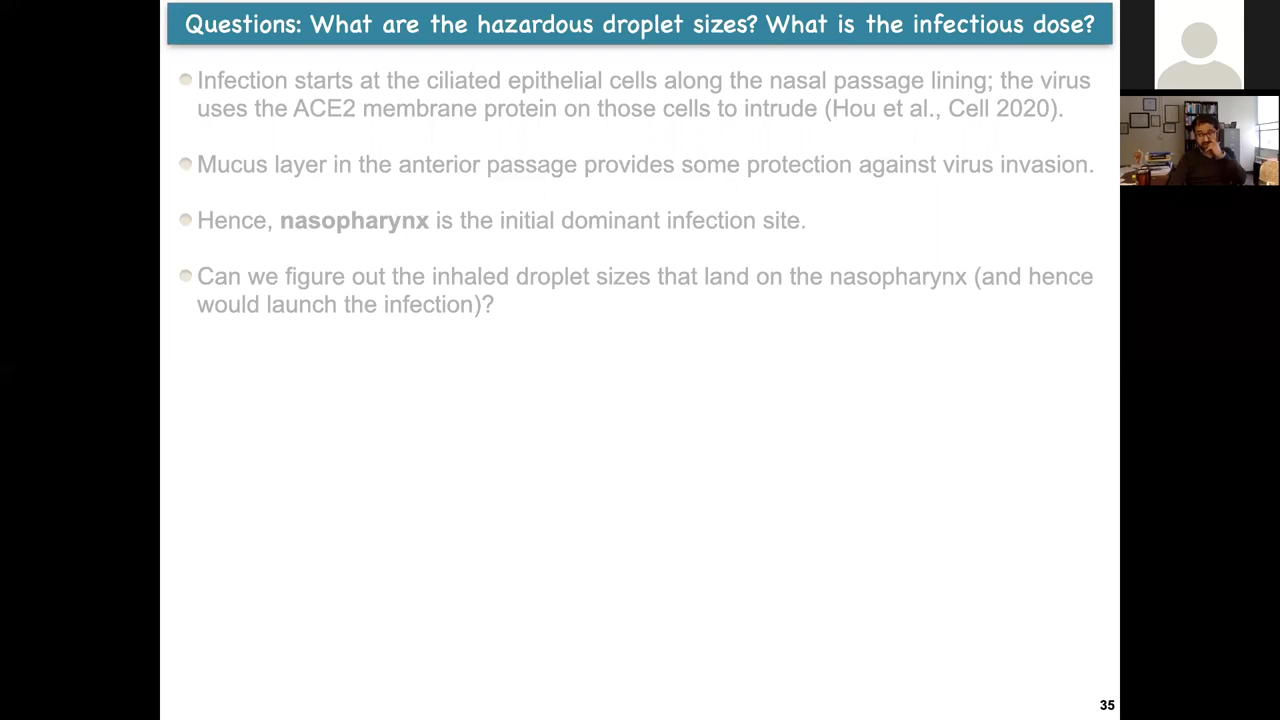 Questions: What are the hazardous droplet sizes? What is the infectious dose?
Infection starts at the ciliated epithelial cells along the nasal passage lining; the virus
uses the ACE2 membrane protein on those cells to intrude (Hou et al., Cell 2020).
Mucus layer in the anterior passage provides some protection against virus invasion.
Hence, nasopharynx is the initial dominant infection site.
Can we figure out the inhaled droplet sizes that land on the nasopharynx (and hence
would launch the infection)?
35